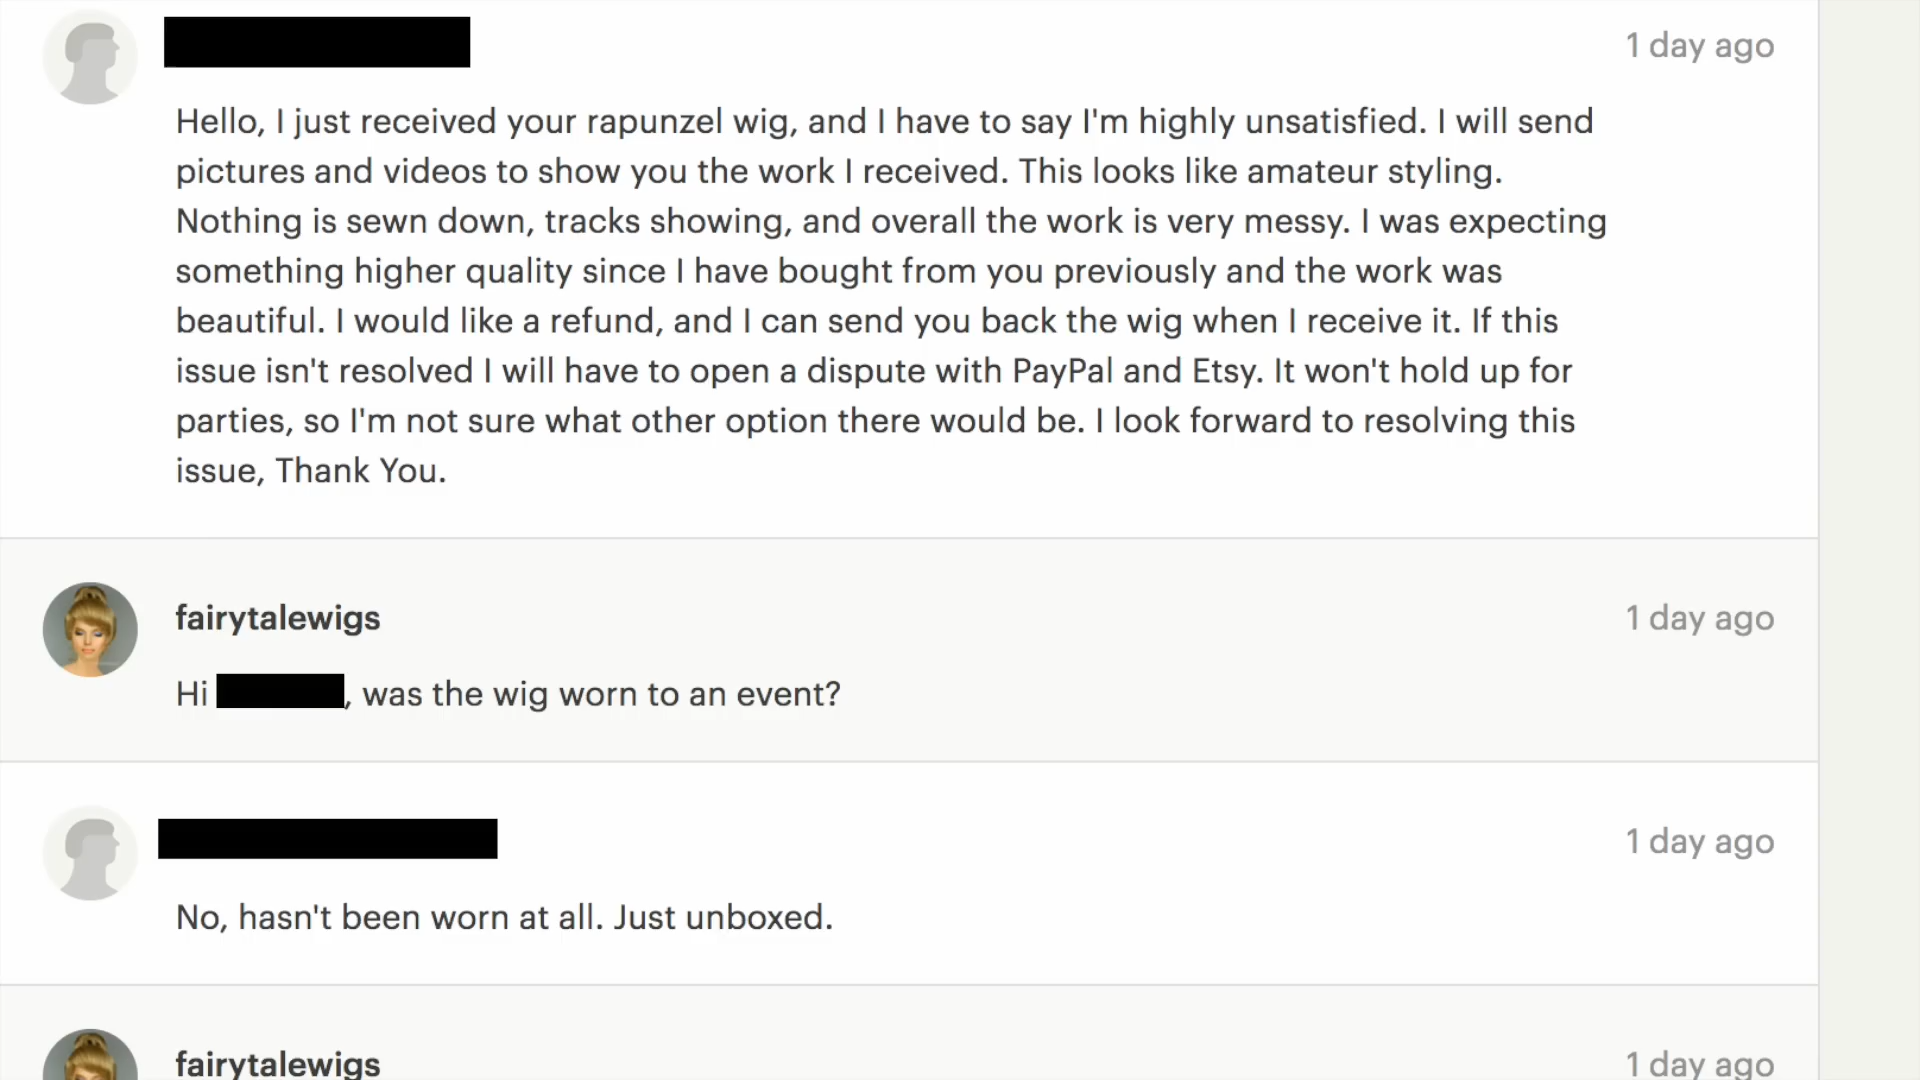 1 day ago
Hello, I just received your rapunzel wig, and I have to say I'm highly unsatisfied. I will send
pictures and videos to show you the work I received. This looks like amateur styling.
Nothing is sewn down, tracks showing, and overall the work is very messy. I was expecting
something higher quality since I have bought from you previously and the work was
beautiful. I would like a refund, and I can send you back the wig when I receive it. If this
issue isn't resolved I will have to open a dispute with PayPal and Etsy. It won't hold up for
parties, so I'm not sure what other option there would be. I look forward to resolving this
issue, Thank You.
fairytalewigs 1 day ago
Hi , was the wig worn to an event?
1 day ago
No, hasn't been worn at all. Just unboxed.
fairytalewigs 1 day ago